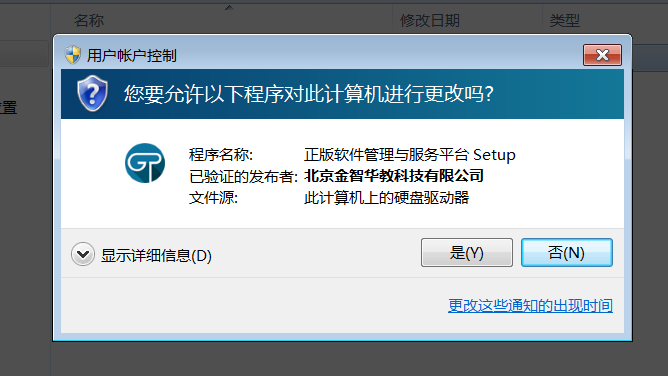 名称 修改日期 类型
用户帐户控制
置
您要允许以下程序对此计算机进行更改吗?
GP
程序名称: 正版软件管理与服务平台 Setup
已验证的发布者: 北京金智华教科技有限公司
文件源: 此计算机上的硬盘驱动器
显示详细信息(D) 是(Y) 否(N)
更改这些通知的出现时间